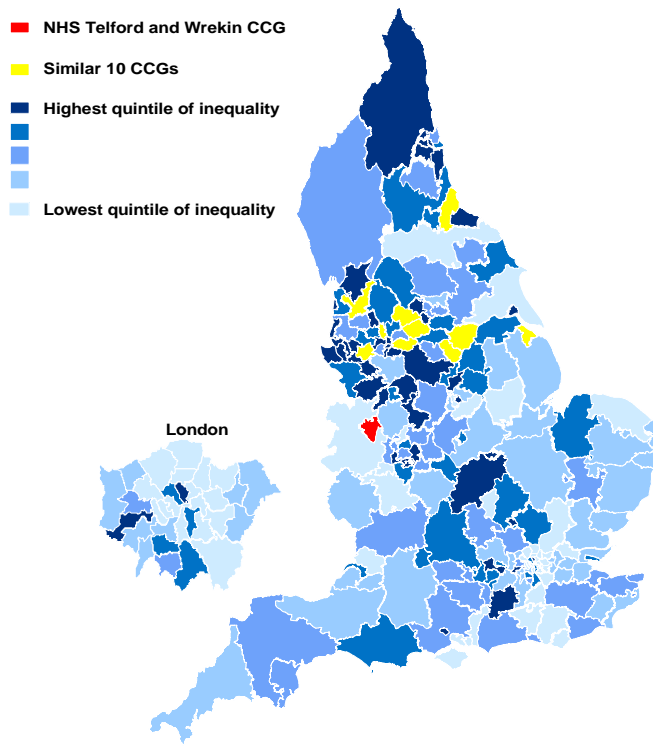 NHS Telford and Wrekin CCG
Similar 10 CCGs
Highest quintile of inequality
Lowest quintile of inequality
London